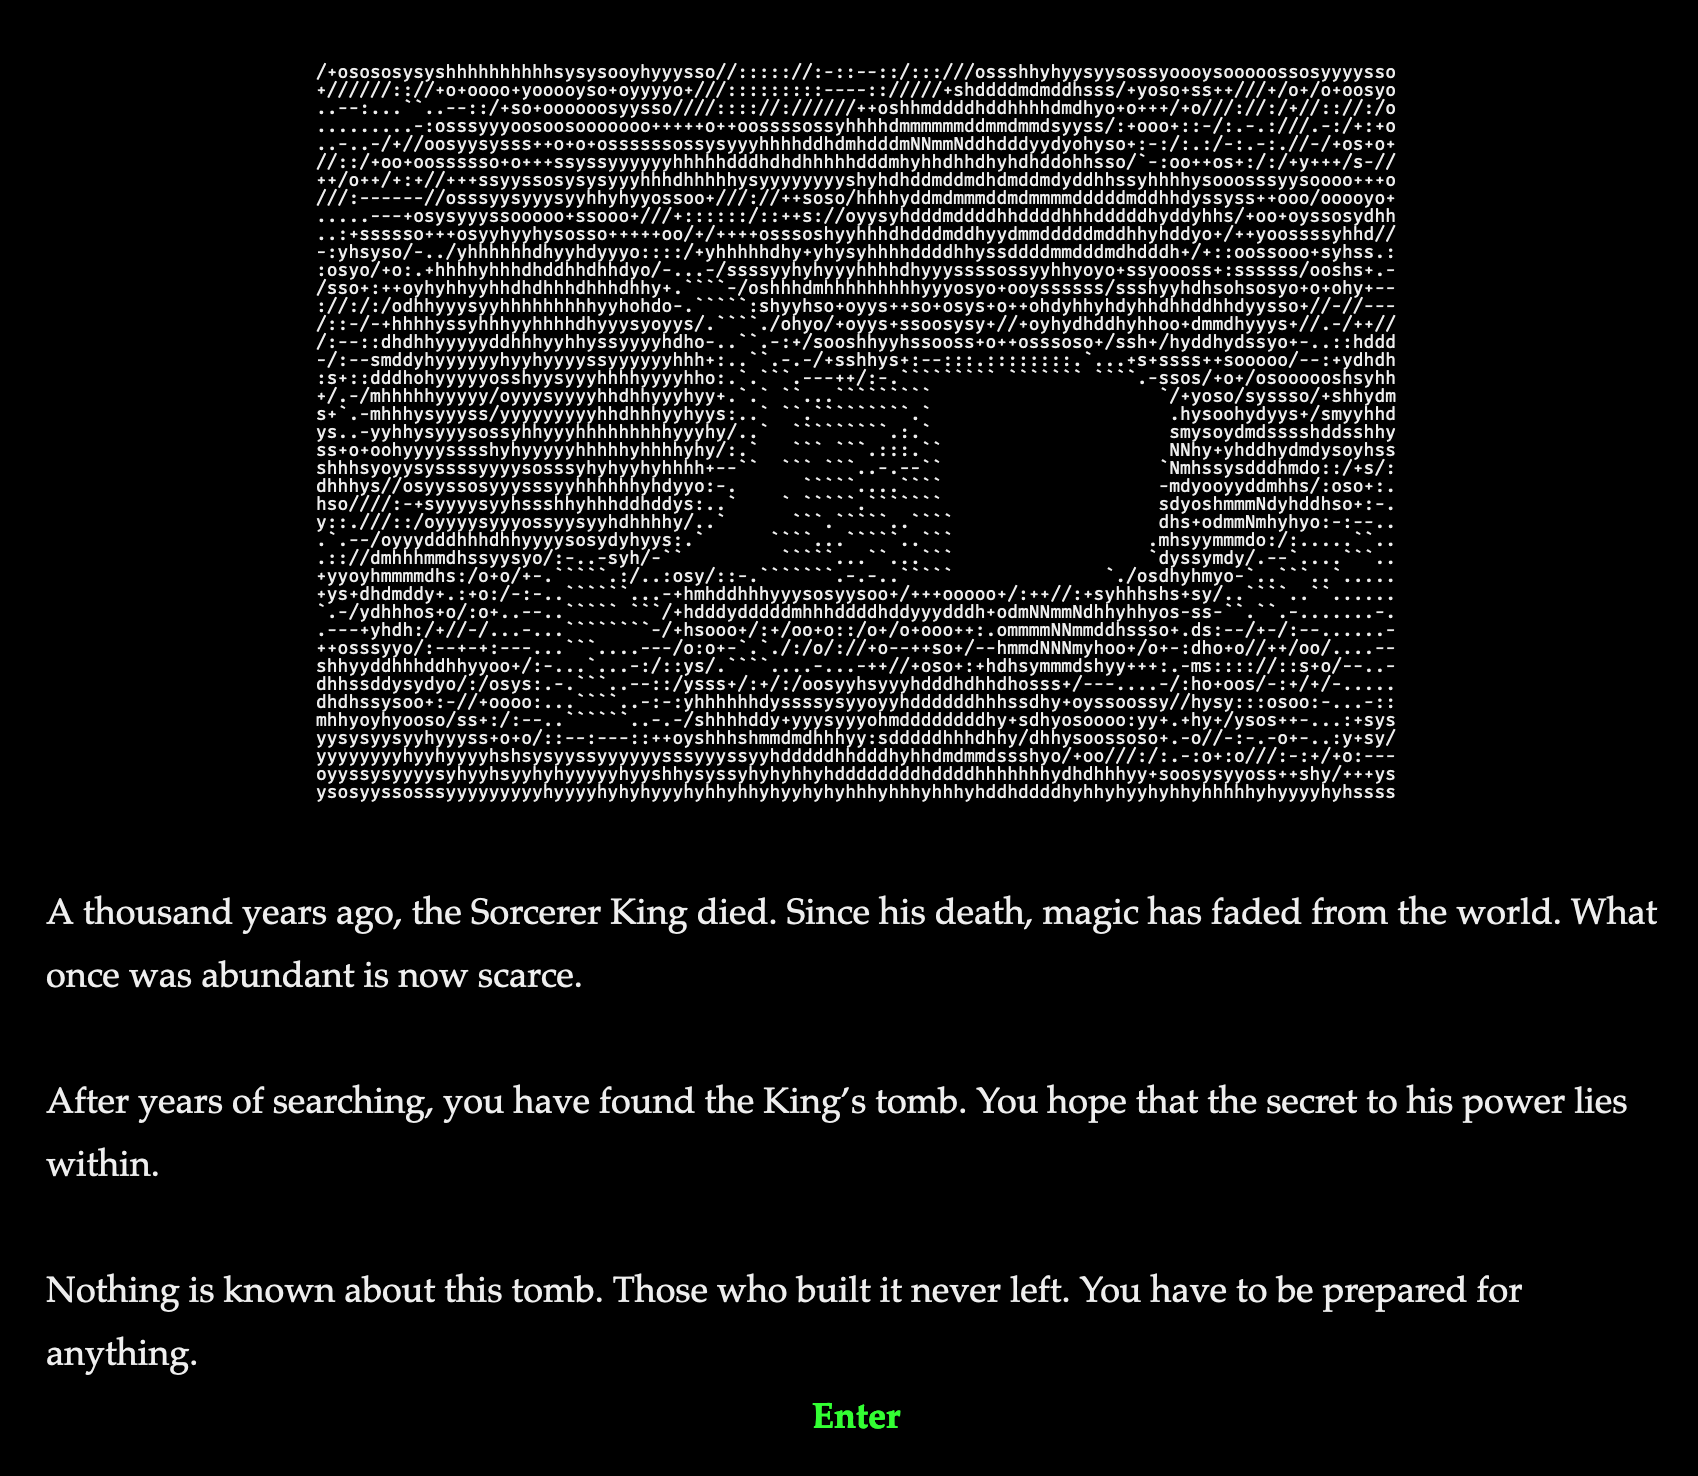 A thousand years ago, the Sorcerer King died. Since his death, magic has faded from the world. What
once was abundant is now scarce.
After years of searching, you have found the King’s tomb. You hope that the secret to his power lies
within.
Nothing is known about this tomb. Those who built it never left. You have to be prepared for
anything.
Enter